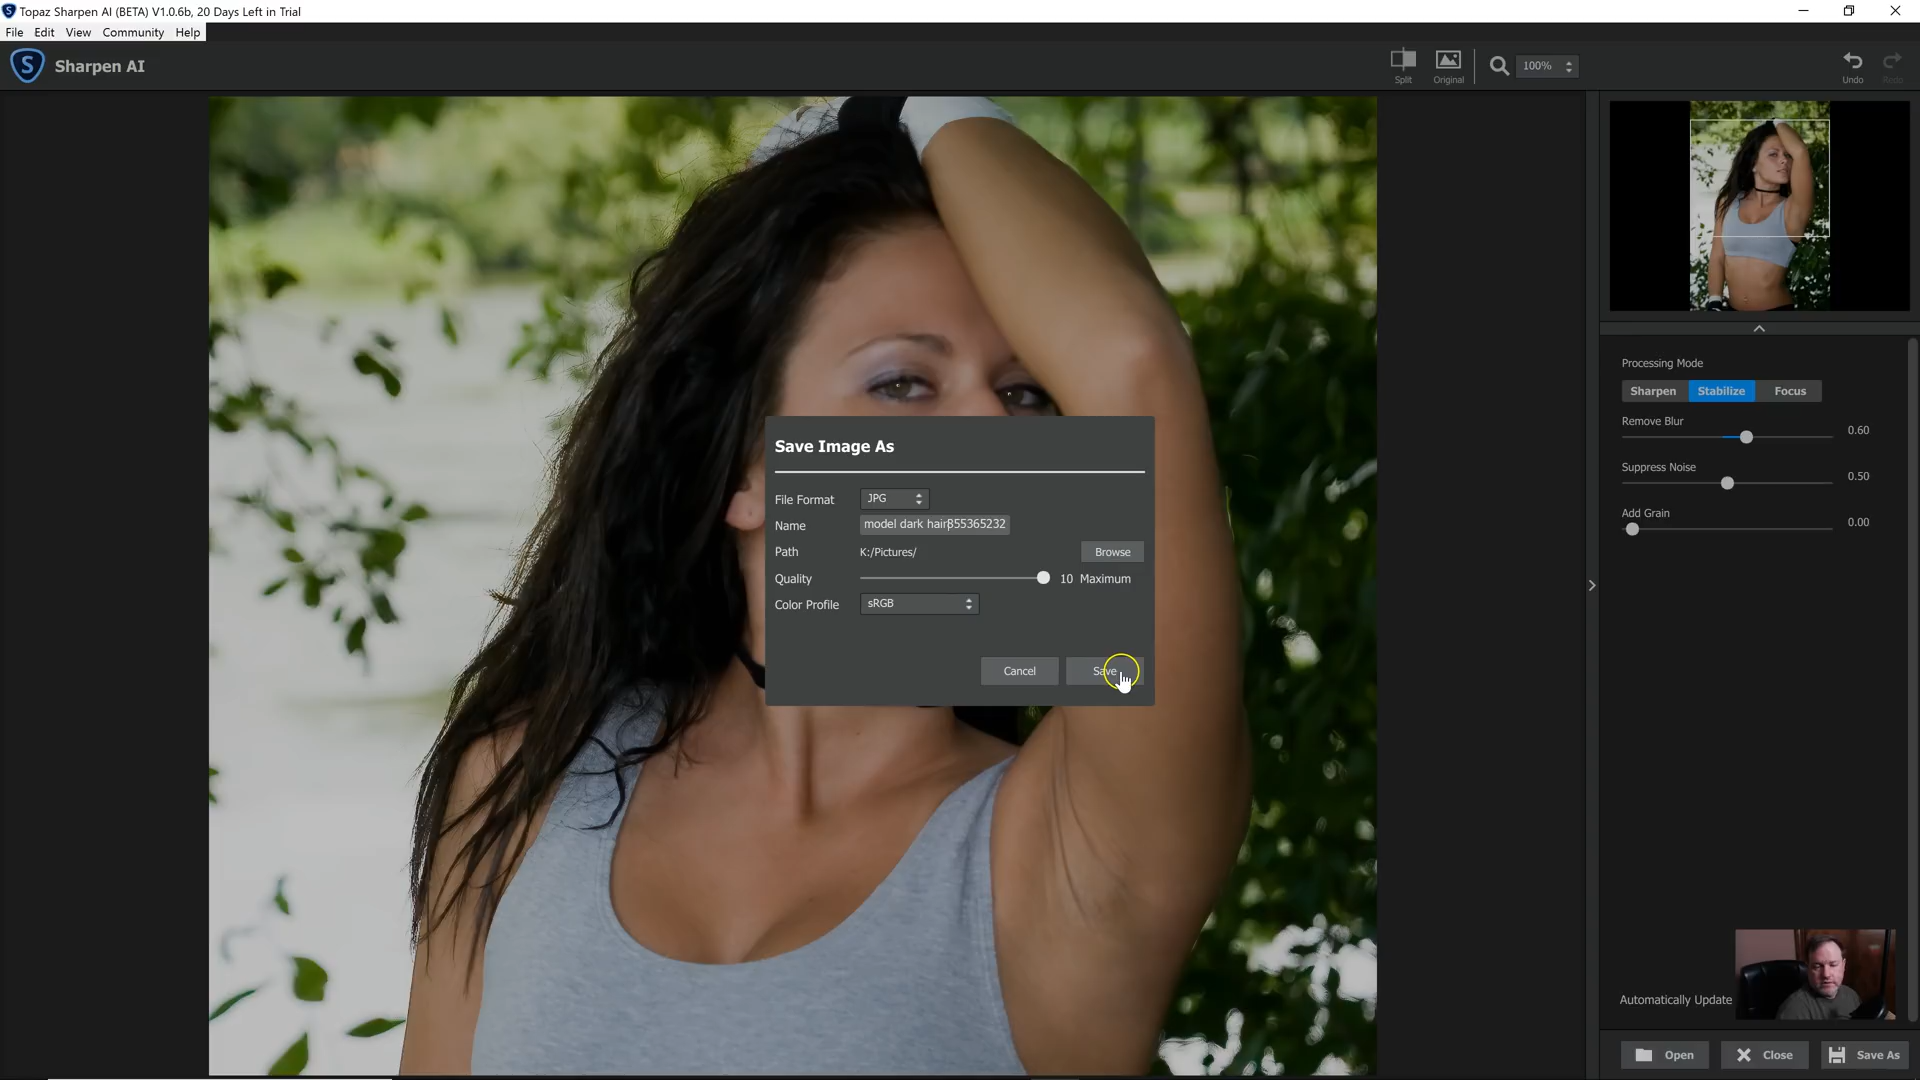 Topaz Sharpen AI (BETA) V1.0.6b, 20 Days Left in Trial
File Edit View Community Help
S Sharpen AI
Split
Original
100%
Undo
Redo
Processing Mode
Sharpen Stabilize Focus
Remove Blur
0.60
Suppress Noise
0.50
Add Grain
0.00
Save Image As
File Format JPG
Name model dark hair855365232
Path K:/Pictures/ Browse
Quality 10 Maximum
Color Profile sRGB
Cancel Save
Automatically Update
Open Close Save As